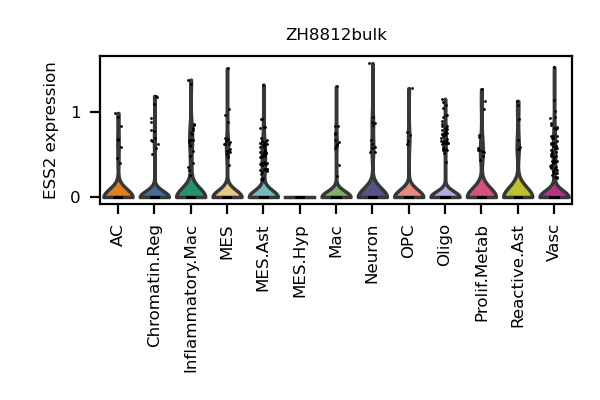 ZH8812bulk
ESS2 expression
1
0
AC
Chromatin.Reg
Inflammatory.Mac
MES
MES.Ast
MES.Hyp
Mac
Neuron
OPC
Oligo
Prolif.Metab
Reactive.Ast
Vasc